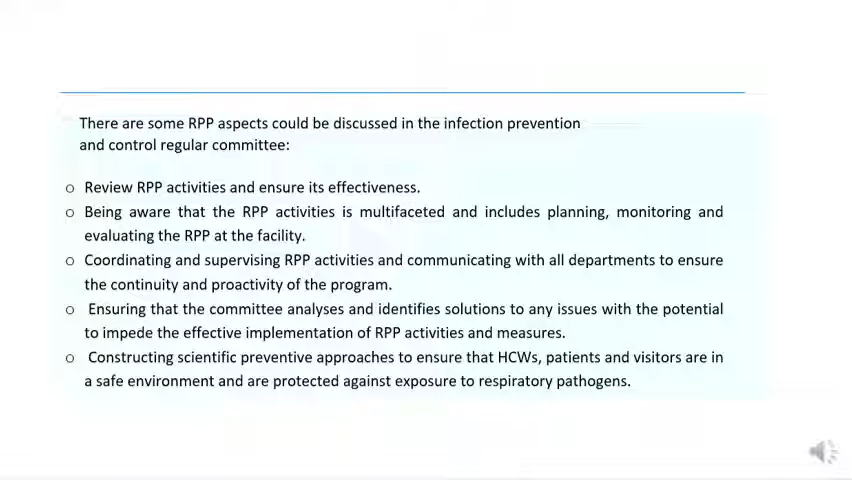 There are some RPP aspects could be discussed in the infection prevention
and control regular committee:
o Review RPP activities and ensure its effectiveness.
o Being aware that the RPP activities is multifaceted and includes planning, monitoring and
evaluating the RPP at the facility.
o Coordinating and supervising RPP activities and communicating with all departments to ensure
the continuity and proactivity of the program.
o Ensuring that the committee analyses and identifies solutions to any issues with the potential
to impede the effective implementation of RPP activities and measures.
o Constructing scientific preventive approaches to ensure that HCWs, patients and visitors are in
a safe environment and are protected against exposure to respiratory pathogens.